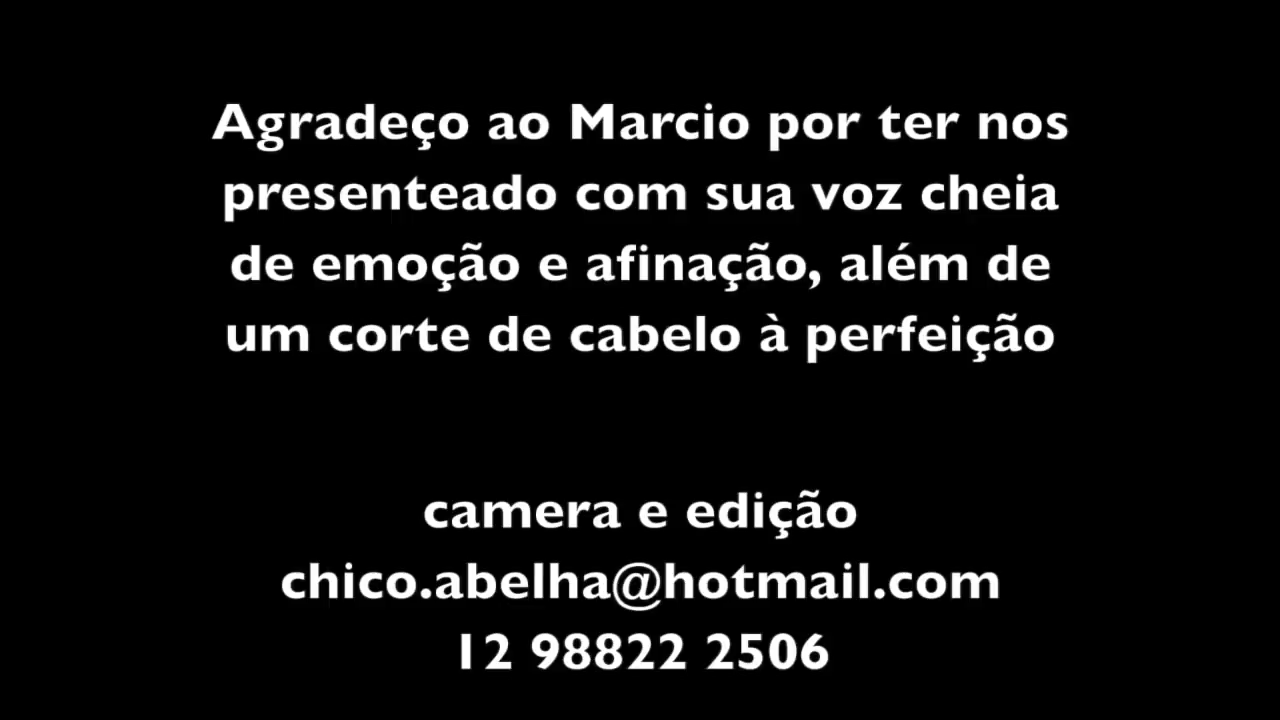 Agradeço ao Marcio por ter nos
presenteado com sua voz cheia
de emoção e afinação, além de
um corte de cabelo à perfeição
camera e edição
chico.abelha@hotmail.com
12 98822 2506